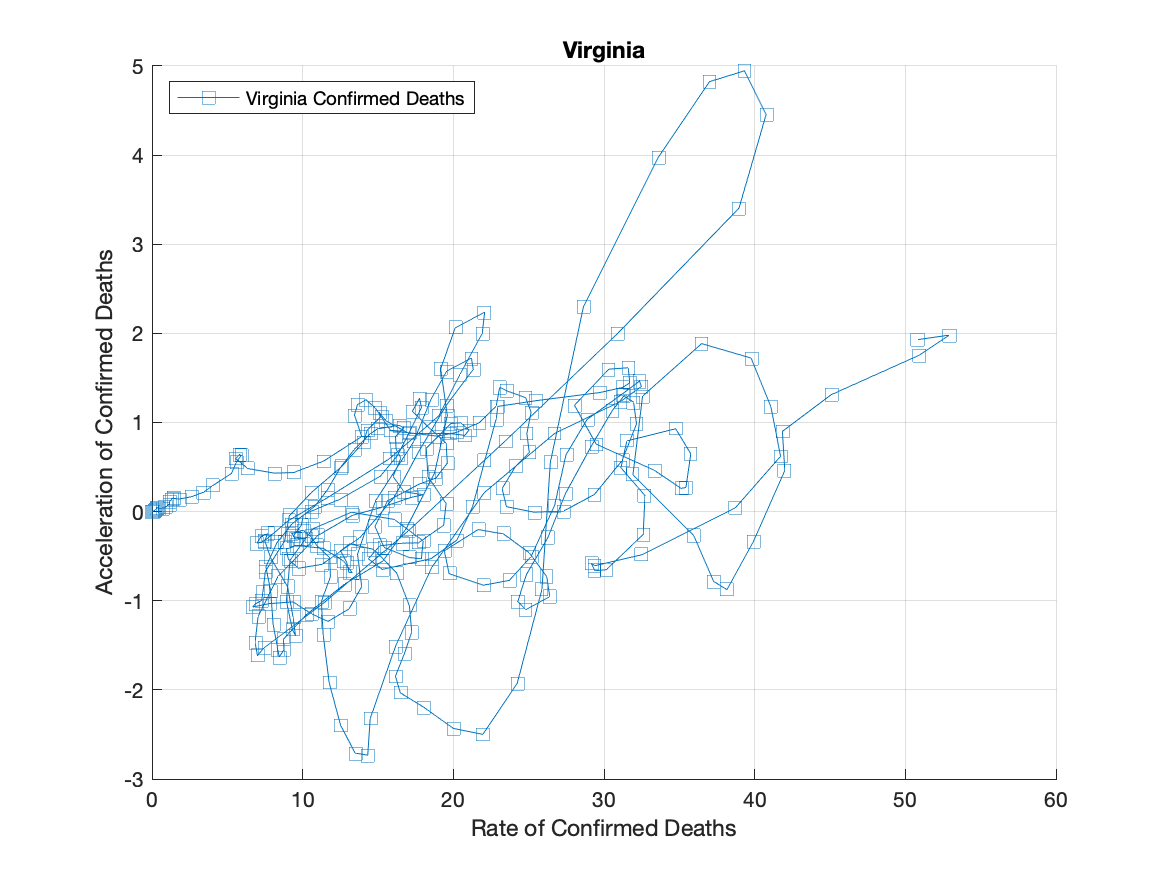 Virginia
Virginia Confirmed Deaths
5
4
3
2
1
0
-1
-2
-3
Acceleration of Confirmed Deaths
0 10 20 30 40 50 60
Rate of Confirmed Deaths